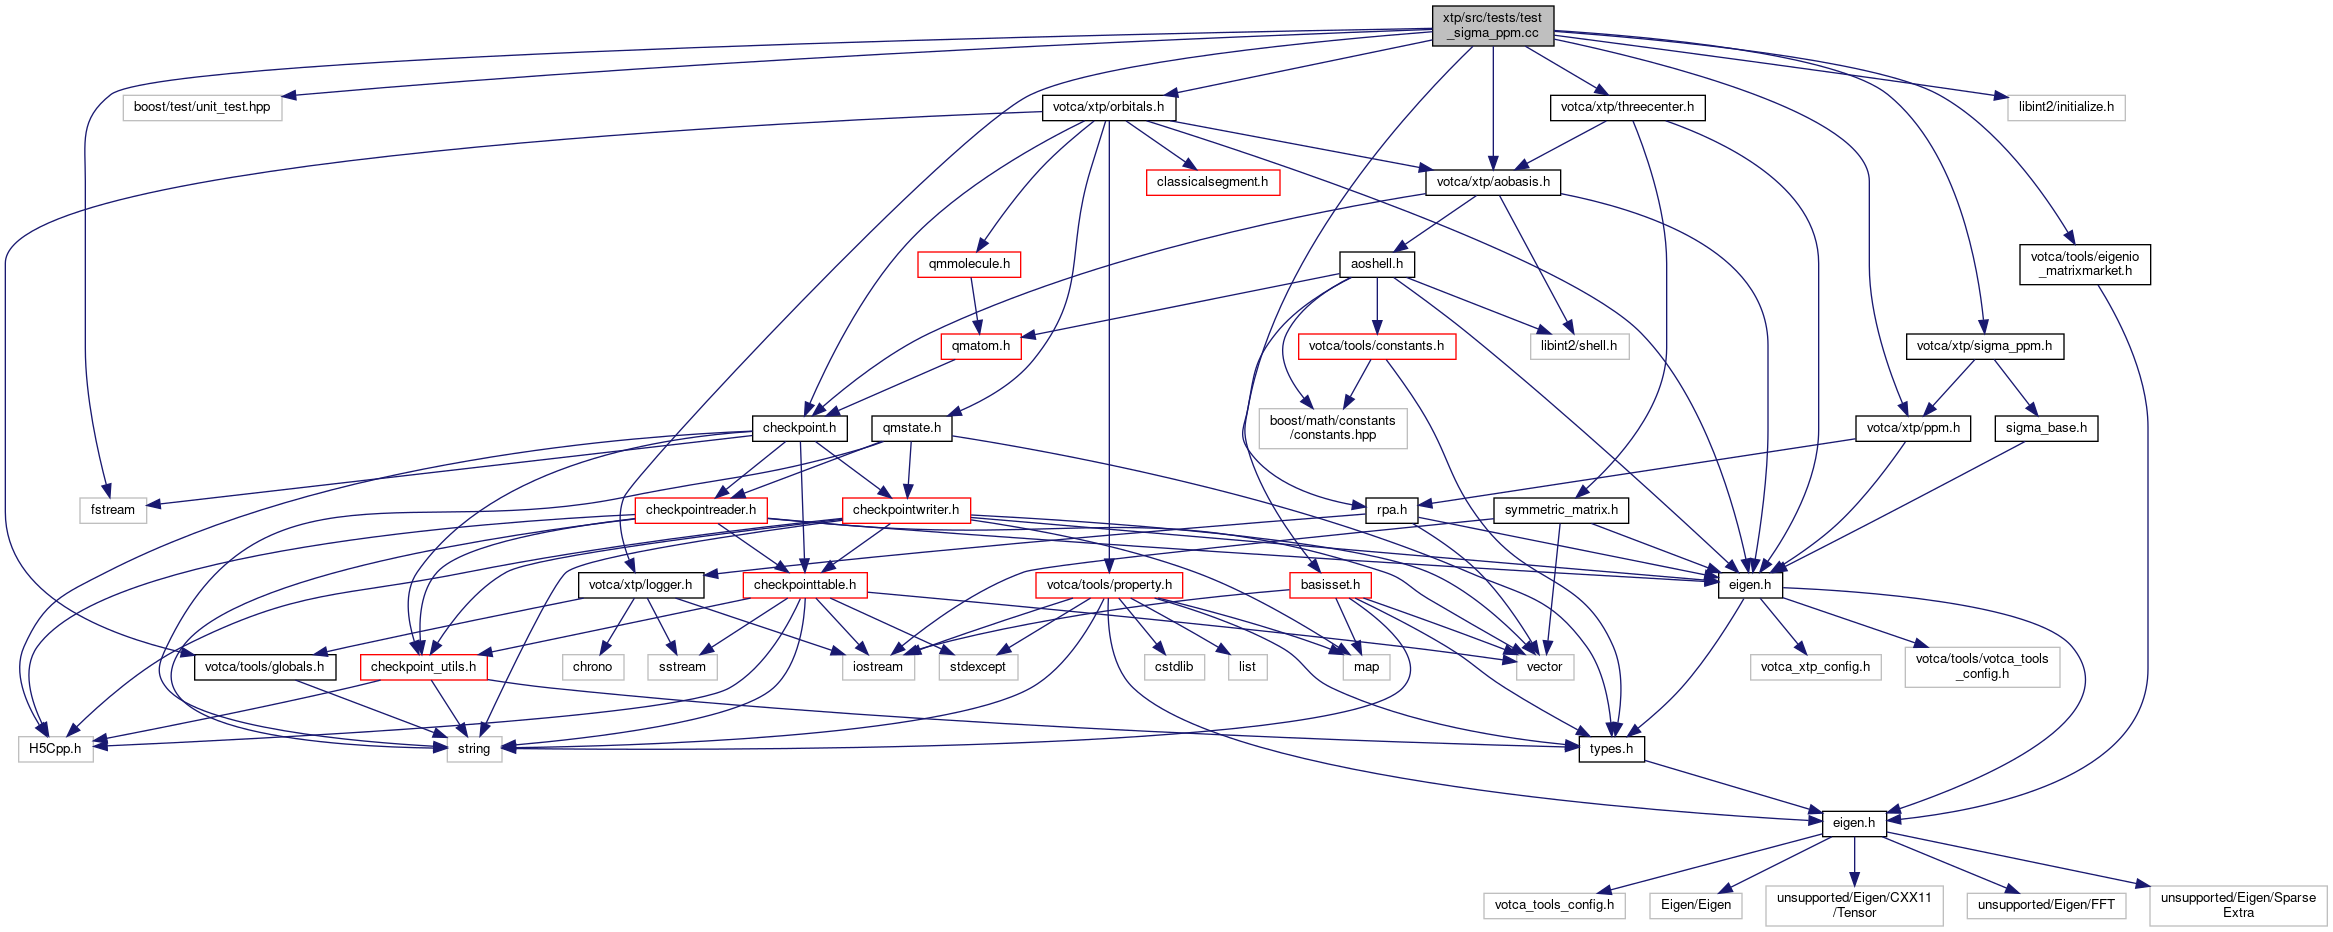 xtp/src/tests/test
_sigma_ppm.cc
boost/test/unit_test.hpp
votca/xtp/orbitals.h
votca/xtp/threecenter.h
libint2/initialize.h
classicalsegment.h
votca/xtp/aobasis.h
qmmolecule.h
aoshell.h
votca/tools/eigenio
_matrixmarket.h
qmatom.h
votca/tools/constants.h
libint2/shell.h
votca/xtp/sigma_ppm.h
checkpoint.h
qmstate.h
boost/math/constants
/constants.hpp
votca/xtp/ppm.h
sigma_base.h
fstream
checkpointreader.h
checkpointwriter.h
rpa.h
symmetric_matrix.h
votca/xtp/logger.h
checkpointtable.h
votca/tools/property.h
basisset.h
eigen.h
votca/tools/globals.h
checkpoint_utils.h
chrono
sstream
iostream
stdexcept
cstdlib
list
map
vector
votca_xtp_config.h
votca/tools/votca_tools
_config.h
H5Cpp.h
string
types.h
eigen.h
votca_tools_config.h
Eigen/Eigen
unsupported/Eigen/CXX11
/Tensor
unsupported/Eigen/FFT
unsupported/Eigen/Sparse
Extra